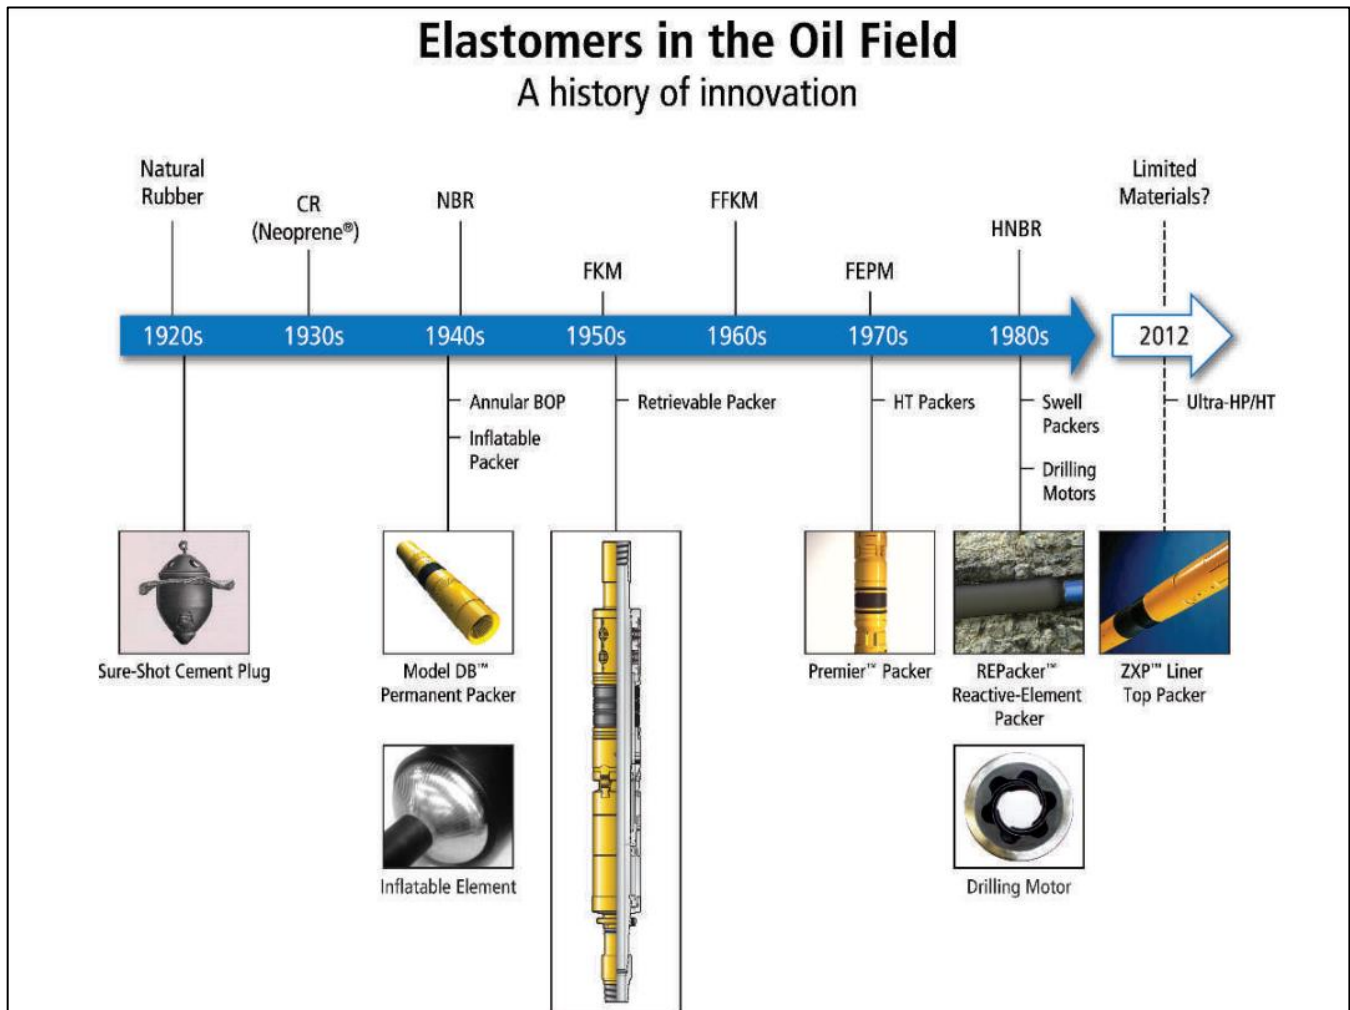 Elastomers in the Oil Field
A history of innovation
Natural
Rubber
CR
(Neoprene®)
NBR
FKM
FFKM
FEPM
HNBR
Limited
Materials?
1920s
1930s
1940s
1950s
1960s
1970s
1980s
2012
Annular BOP
Inflatable
Packer
Retrievable Packer
HT Packers
Swell
Packers
Drilling
Motors
Ultra-HP/HT
Sure-Shot Cement Plug
Model DB™
Permanent Packer
Inflatable Element
Premier™ Packer
REPacker™
Reactive-Element
Packer
Drilling Motor
ZXP™ Liner
Top Packer